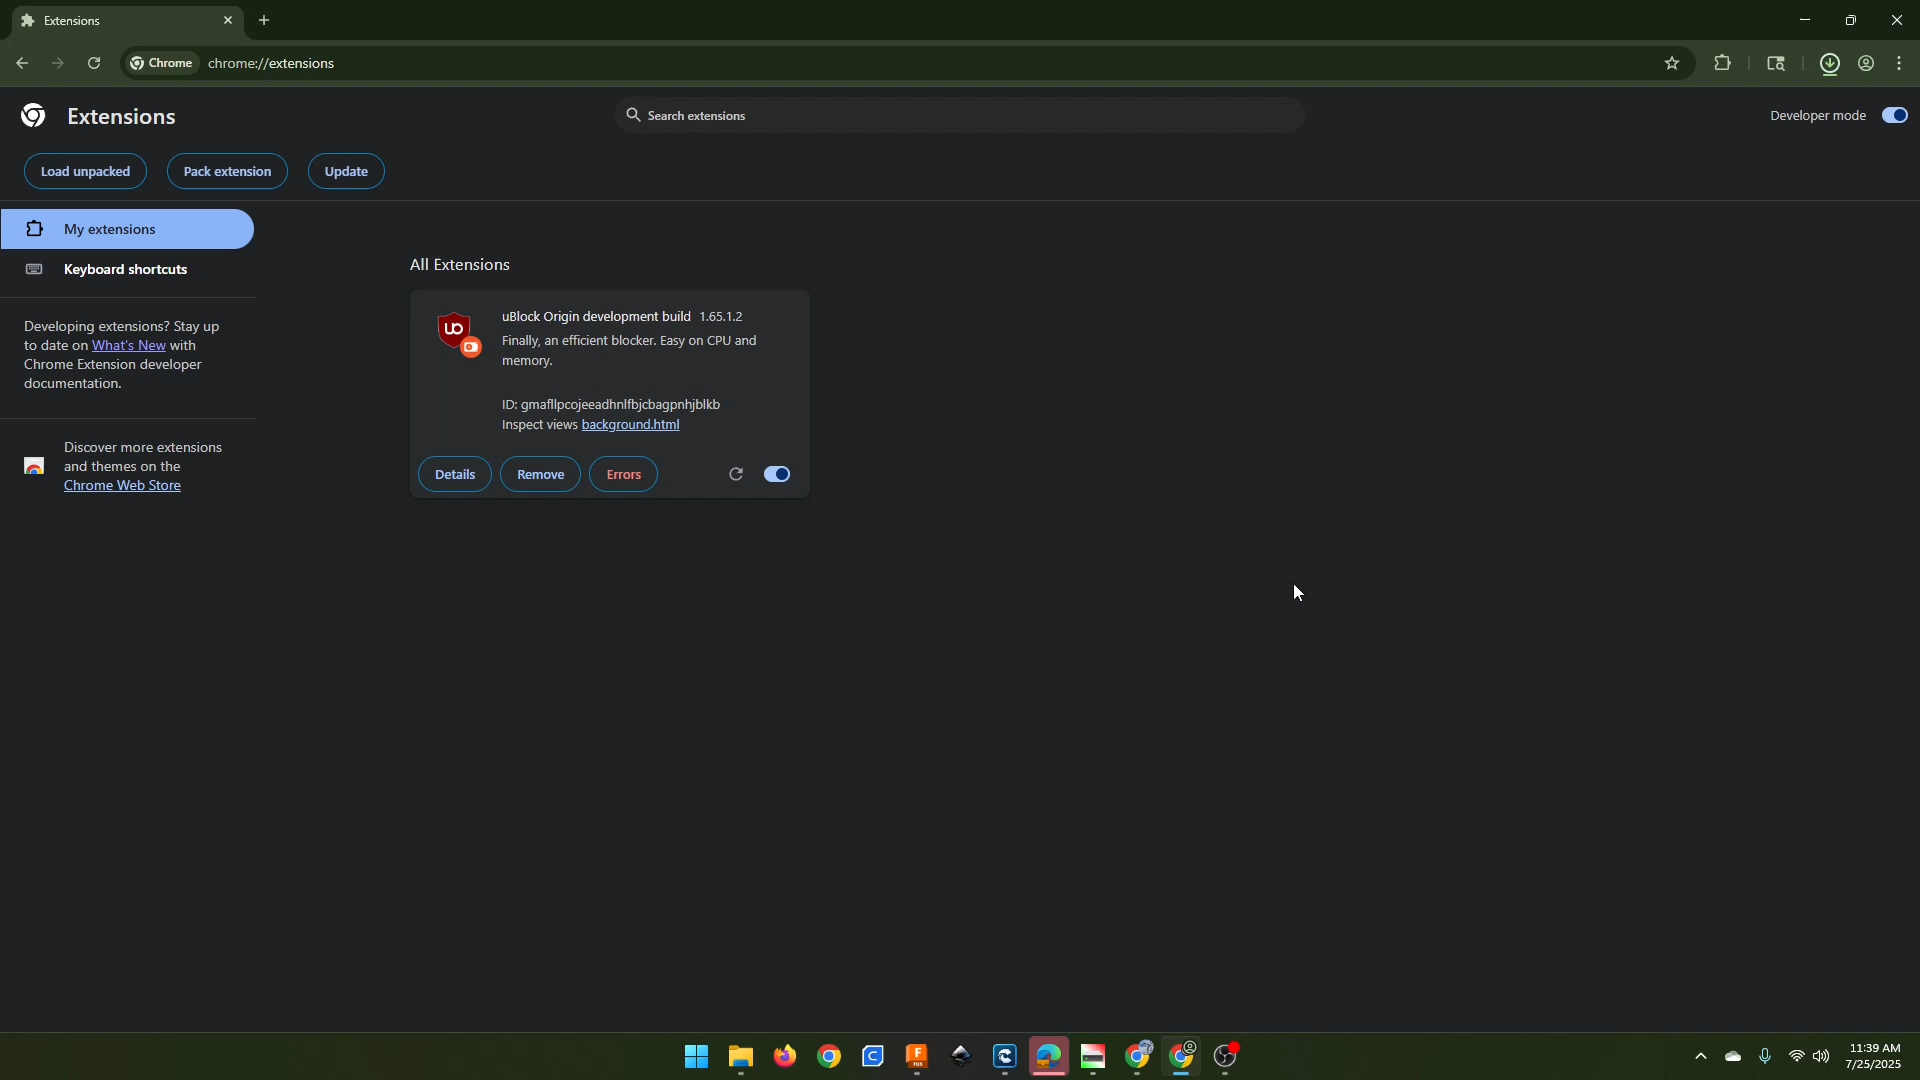 Extensions
Chrome
chrome://extensions
Extensions
Search extensions
Developer mode
Load unpacked
Pack extension
Update
My extensions
Keyboard shortcuts
Developing extensions? Stay up
to date on What's New with
Chrome Extension developer
documentation.
Discover more extensions
and themes on the
Chrome Web Store
All Extensions
uBlock Origin development build 1.65.1.2
Finally, an efficient blocker. Easy on CPU and
memory.
ID: gmafllpcojeeadhnlfbjcbagpnhjblkb
Inspect views background.html
Details
Remove
Errors
11:39 AM
7/25/2025